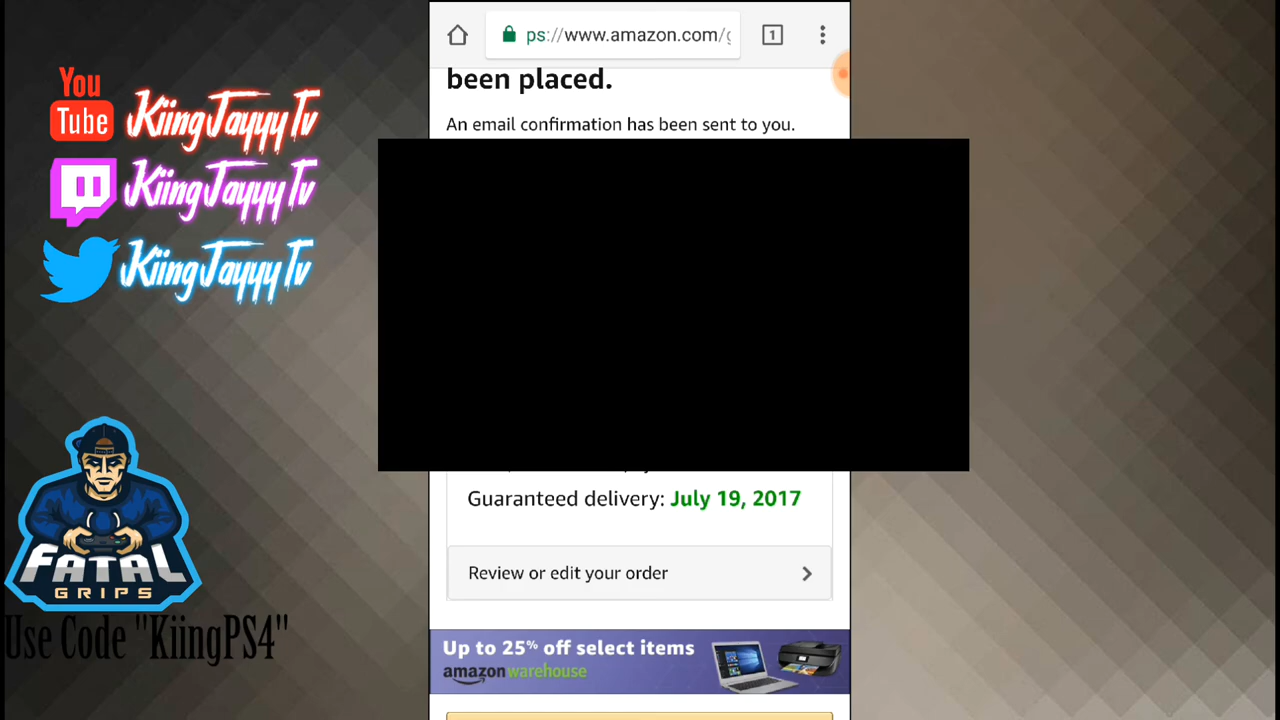 You
Tube
KiingJayyyTv
KiingJayyyTv
KiingJayyyTv
FATAL
GRIPS
Use Code "KiingPS4"
ps://www.amazon.com/g
1
been placed.
An email confirmation has been sent to you.
Guaranteed delivery: July 19, 2017
Review or edit your order
Up to 25% off select items
amazonwarehouse